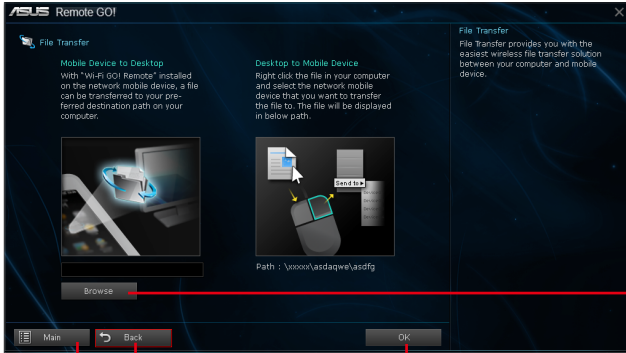 ASUS Remote GO!
File Transfer
Mobile Device to Desktop
With "Wi-Fi GO! Remote" installed
on the network mobile device, a file
can be transferred to your pre-
ferred destination path on your
computer.
Desktop to Mobile Device
Right click the file in your computer
and select the network mobile
device that you want to transfer
the file to. The file will be displayed
in below path.
Send to
Path : \xxxxx\asdaqwe\asdfg
Browse
Main
Back
OK
File Transfer
File Transfer provides you with the
easiest wireless file transfer solution
between your computer and mobile
device.